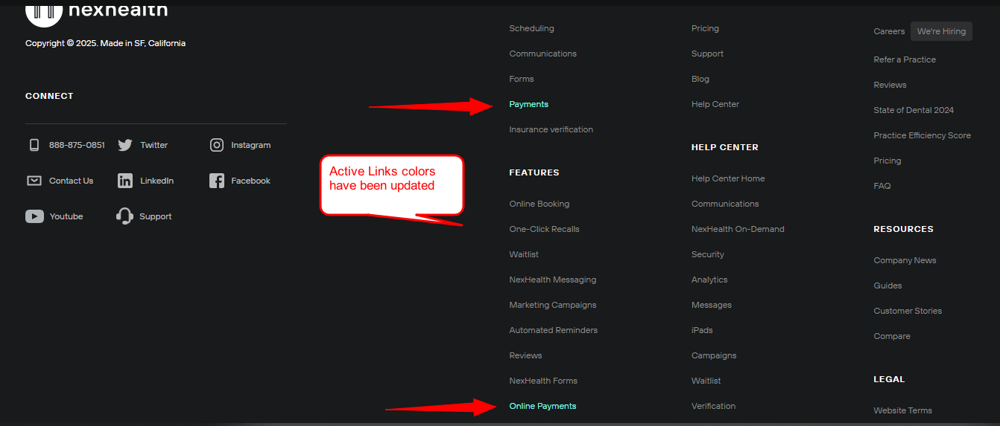 nexhealth
Copyright © 2025. Made in SF, California
CONNECT
888-875-0851
Twitter
Instagram
Contact Us
LinkedIn
Facebook
Youtube
Support
Active Links colors
have been updated
Scheduling
Communications
Forms
Payments
Insurance verification
FEATURES
Online Booking
One-Click Recalls
Waitlist
NexHealth Messaging
Marketing Campaigns
Automated Reminders
Reviews
NexHealth Forms
Online Payments
Pricing
Support
Blog
Help Center
HELP CENTER
Help Center Home
Communications
NexHealth On-Demand
Security
Analytics
Messages
iPads
Campaigns
Waitlist
Verification
Careers We're Hiring
Refer a Practice
Reviews
State of Dental 2024
Practice Efficiency Score
Pricing
FAQ
RESOURCES
Company News
Guides
Customer Stories
Compare
LEGAL
Website Terms